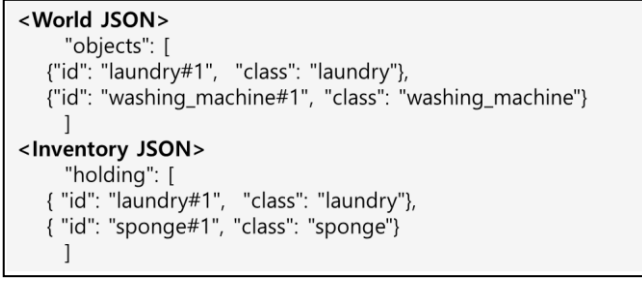 <World JSON>
"objects": [
{"id": "laundry#1", "class": "laundry"},
{"id": "washing_machine#1", "class": "washing_machine"}
]
<Inventory JSON>
"holding": [
{ "id": "laundry#1", "class": "laundry"},
{ "id": "sponge#1", "class": "sponge"}
]